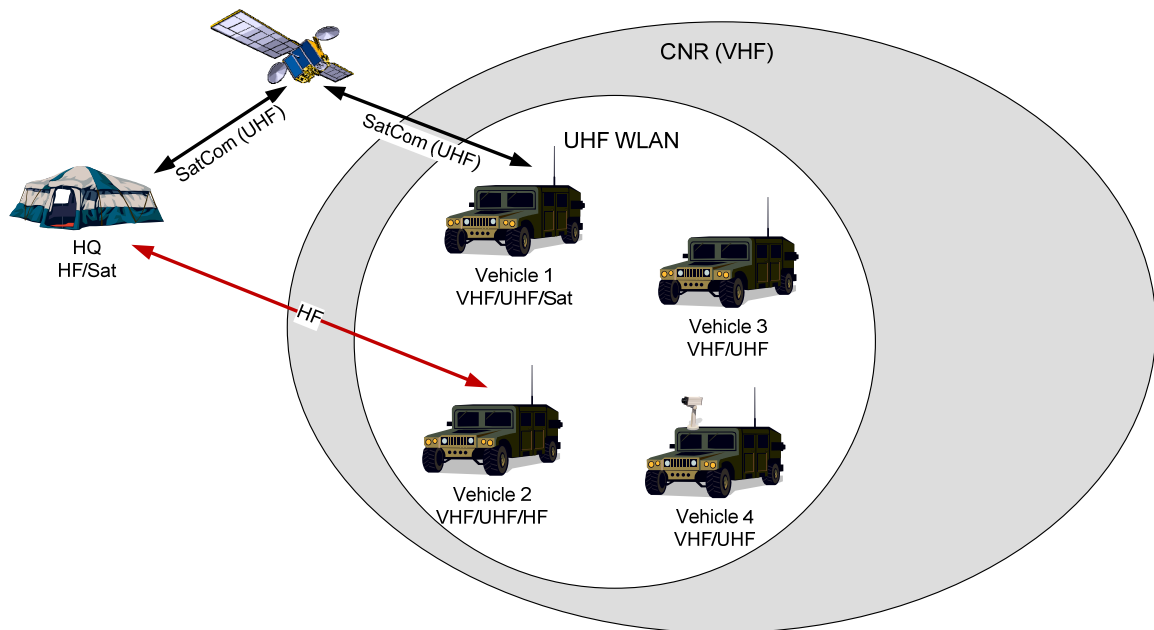 CNR (VHF)
SatCom (UHF)
SatCom (UHF)
UHF WLAN
HQ
HF/Sat
Vehicle 1
VHF/UHF/Sat
HF
Vehicle 3
VHF/UHF
Vehicle 2
VHF/UHF/HF
Vehicle 4
VHF/UHF